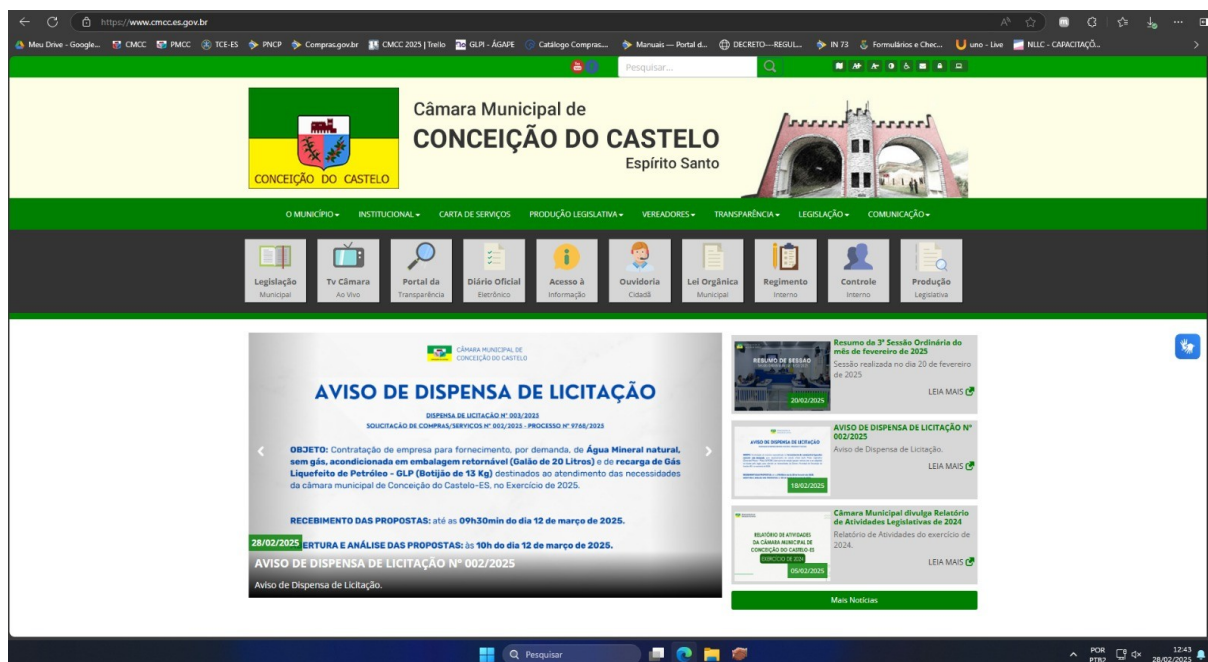 https://www.cmcc.es.gov.br
Meu Drive - Google... CMCC PMCC TCE-ES PNCP Compras.gov.br CMCC 2025 | Trello GLPI - ÁGAPE Catálogo Compras... Manuais — Portal d... DECRETO---REGUL... IN 73 Formulários e Chec... uno - Live NLLC - CAPACITAÇÕ...
Pesquisar...
A+ A-
Câmara Municipal de
CONCEIÇÃO DO CASTELO
Espírito Santo
CONCEIÇÃO DO CASTELO
O MUNICÍPIO INSTITUCIONAL CARTA DE SERVIÇOS PRODUÇÃO LEGISLATIVA VEREADORES TRANSPARÊNCIA LEGISLAÇÃO COMUNICAÇÃO
Legislação Tv Câmara Portal da Diário Oficial Acesso à Ouvidoria Lei Orgânica Regimento Controle Produção
Municipal Ao Vivo Transparência Eletrônico Informação Cidadã Municipal Interno Interno Legislativa
CÂMARA MUNICIPAL DE
CONCEIÇÃO DO CASTELO
AVISO DE DISPENSA DE LICITAÇÃO
DISPENSA DE LICITAÇÃO Nº 003/2025
SOLICITAÇÃO DE COMPRAS/SERVIÇOS Nº 002/2025 - PROCESSO Nº 9768/2025
OBJETO: Contratação de empresa para fornecimento, por demanda, de Água Mineral natural,
sem gás, acondicionada em embalagem retornável (Galão de 20 Litros) e de recarga de Gás
Liquefeito de Petróleo - GLP (Botijão de 13 Kg) destinados ao atendimento das necessidades
da câmara municipal de Conceição do Castelo-ES, no Exercício de 2025.
RECEBIMENTO DAS PROPOSTAS: até as 09h30min do dia 12 de março de 2025.
28/02/2025 ERTURA E ANÁLISE DAS PROPOSTAS: às 10h do dia 12 de março de 2025.
AVISO DE DISPENSA DE LICITAÇÃO Nº 002/2025
Aviso de Dispensa de Licitação.
RESUMO DE SESSÃO
20/02/2025
Resumo da 3ª Sessão Ordinária do
mês de fevereiro de 2025
Sessão realizada no dia 20 de fevereiro
de 2025
LEIA MAIS
AVISO DE DISPENSA DE LICITAÇÃO
18/02/2025
AVISO DE DISPENSA DE LICITAÇÃO Nº
002/2025
Aviso de Dispensa de Licitação.
LEIA MAIS
RELATÓRIO DE ATIVIDADES
DA CÂMARA MUNICIPAL DE
CONCEIÇÃO DO CASTELO-ES
EXERCÍCIO DE 2024
05/02/2025
Câmara Municipal divulga Relatório
de Atividades Legislativas de 2024
Relatório de Atividades do exercício de
2024.
LEIA MAIS
Mais Notícias
Pesquisar
POR
PTB2
12:43
28/02/2025